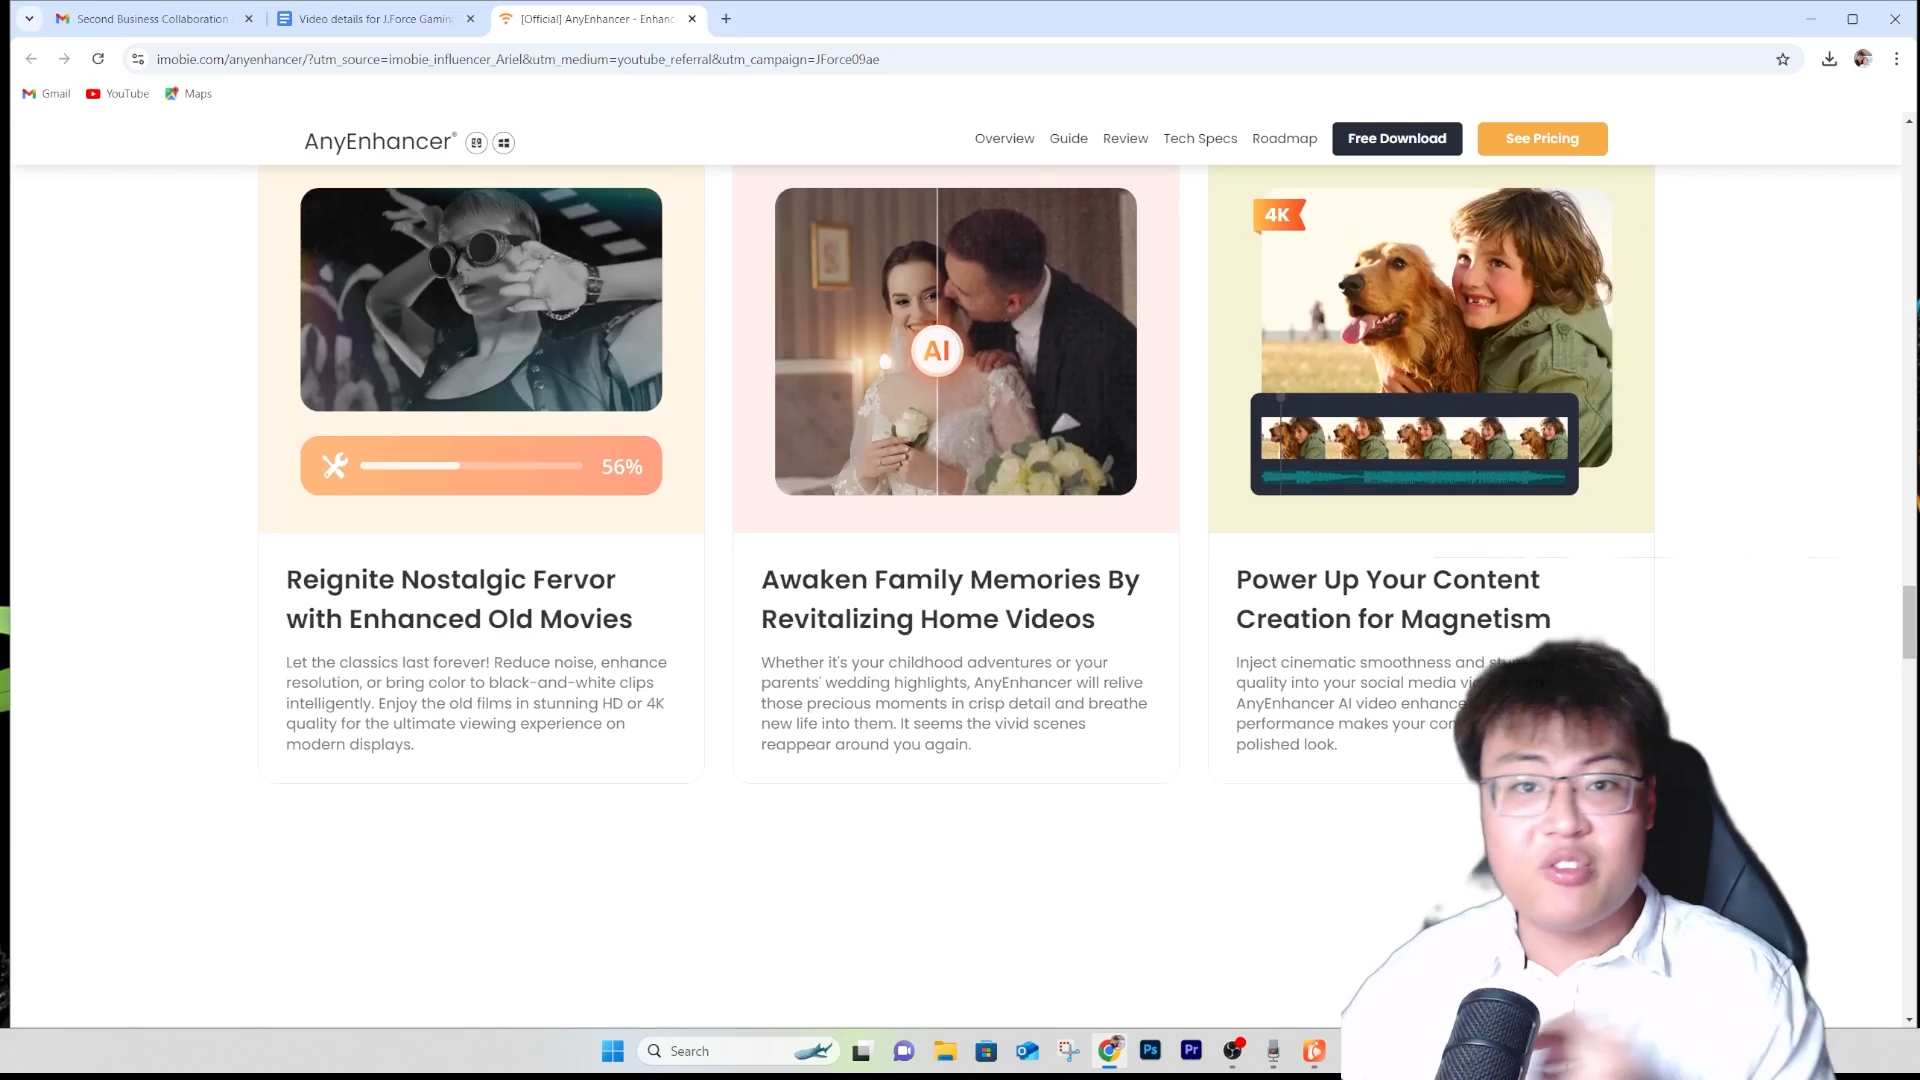 Second Business Collaboration
Video details for J.Force Gaming
[Official] AnyEnhancer - Enhanc
imobie.com/anyenhancer/?utm_source=imobie_influencer_Ariel&utm_medium=youtube_referral&utm_campaign=JForce09ae
Gmail
YouTube
Maps
AnyEnhancer®
Overview
Guide
Review
Tech Specs
Roadmap
Free Download
See Pricing
56%
AI
4K
Reignite Nostalgic Fervor
with Enhanced Old Movies
Let the classics last forever! Reduce noise, enhance
resolution, or bring color to black-and-white clips
intelligently. Enjoy the old films in stunning HD or 4K
quality for the ultimate viewing experience on
modern displays.
Awaken Family Memories By
Revitalizing Home Videos
Whether it's your childhood adventures or your
parents' wedding highlights, AnyEnhancer will relive
those precious moments in crisp detail and breathe
new life into them. It seems the vivid scenes
reappear around you again.
Power Up Your Content
Creation for Magnetism
Inject cinematic smoothness and
quality into your social media
AnyEnhancer AI video
performance makes your
polished look.
Search
Ps
Pr